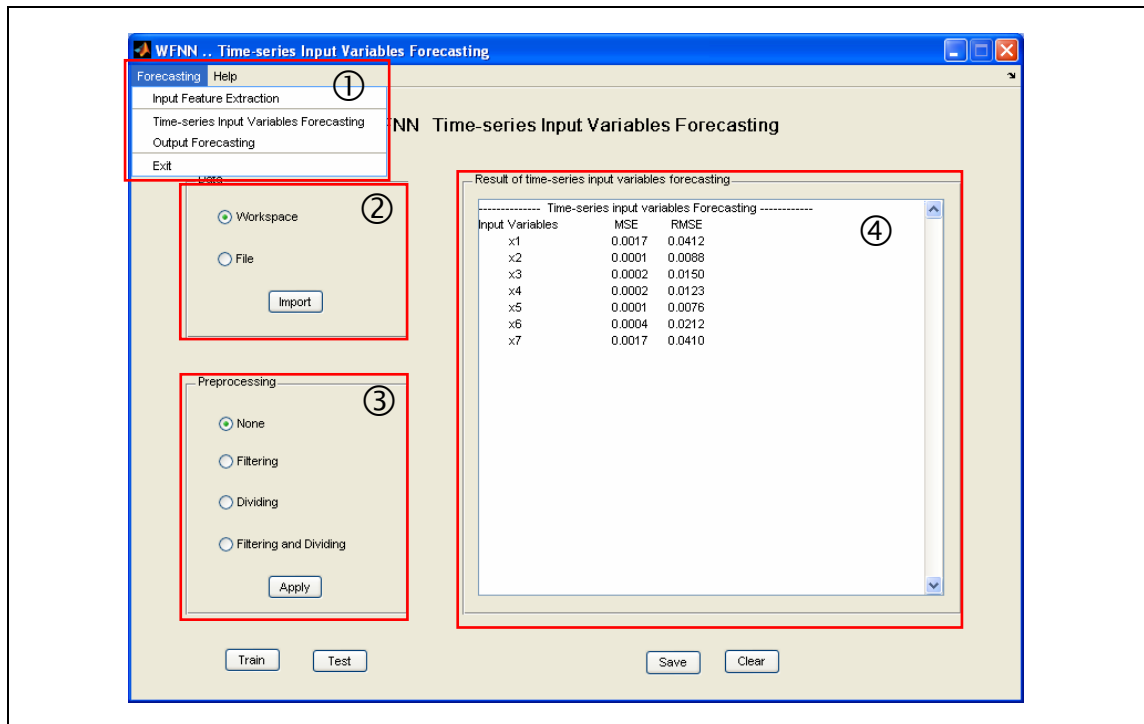 WFNN .. Time-series Input Variables Forecasting
Forecasting Help
①
Input Feature Extraction
Time-series Input Variables Forecasting
Output Forecasting
Exit
NN Time-series Input Variables Forecasting
Data
②
Workspace
File
Import
Preprocessing
③
None
Filtering
Dividing
Filtering and Dividing
Apply
Result of time-series input variables forecasting
④
-------------- Time-series input variables Forecasting ------------
Input Variables MSE RMSE
x1 0.0017 0.0412
x2 0.0001 0.0088
x3 0.0002 0.0150
x4 0.0002 0.0123
x5 0.0001 0.0076
x6 0.0004 0.0212
x7 0.0017 0.0410
Train Test Save Clear